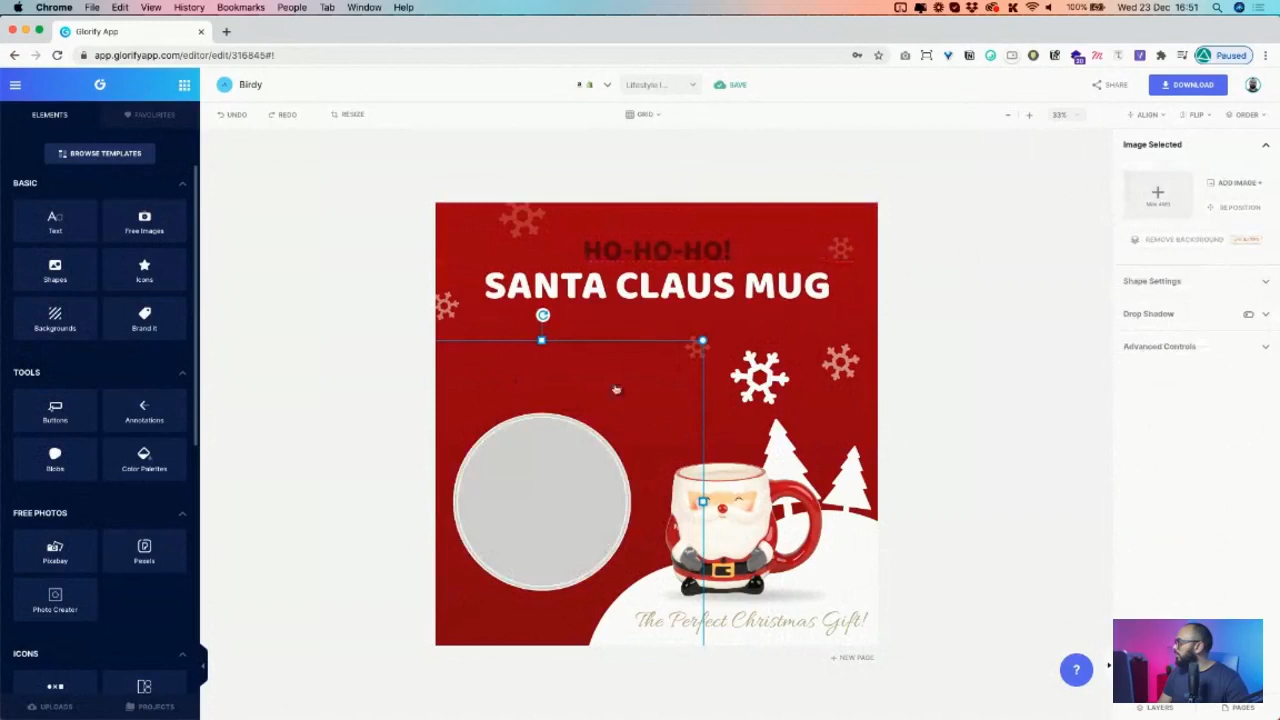 Chrome File Edit View History Bookmarks People Tab Window Help 100% Wed 23 Dec 16:51
Glorify App
app.glorifyapp.com/editor/edit/316845#! 20 Paused
Birdy Lifestyle I... SAVE SHARE DOWNLOAD
ELEMENTS FAVOURITES UNDO REDO RESIZE GRID 33% ALIGN FLIP ORDER
BROWSE TEMPLATES
BASIC
Text Free Images
Shapes Icons
Backgrounds Brand it
TOOLS
Buttons Annotations
Blobs Color Palettes
FREE PHOTOS
Pixabay Pexels
Photo Creator
ICONS
UPLOADS PROJECTS
HO-HO-HO!
SANTA CLAUS MUG
The Perfect Christmas Gift!
+ NEW PAGE
Image Selected
ADD IMAGE
REPOSITION
REMOVE BACKGROUND
Shape Settings
Drop Shadow
Advanced Controls
?
LAYERS PAGES